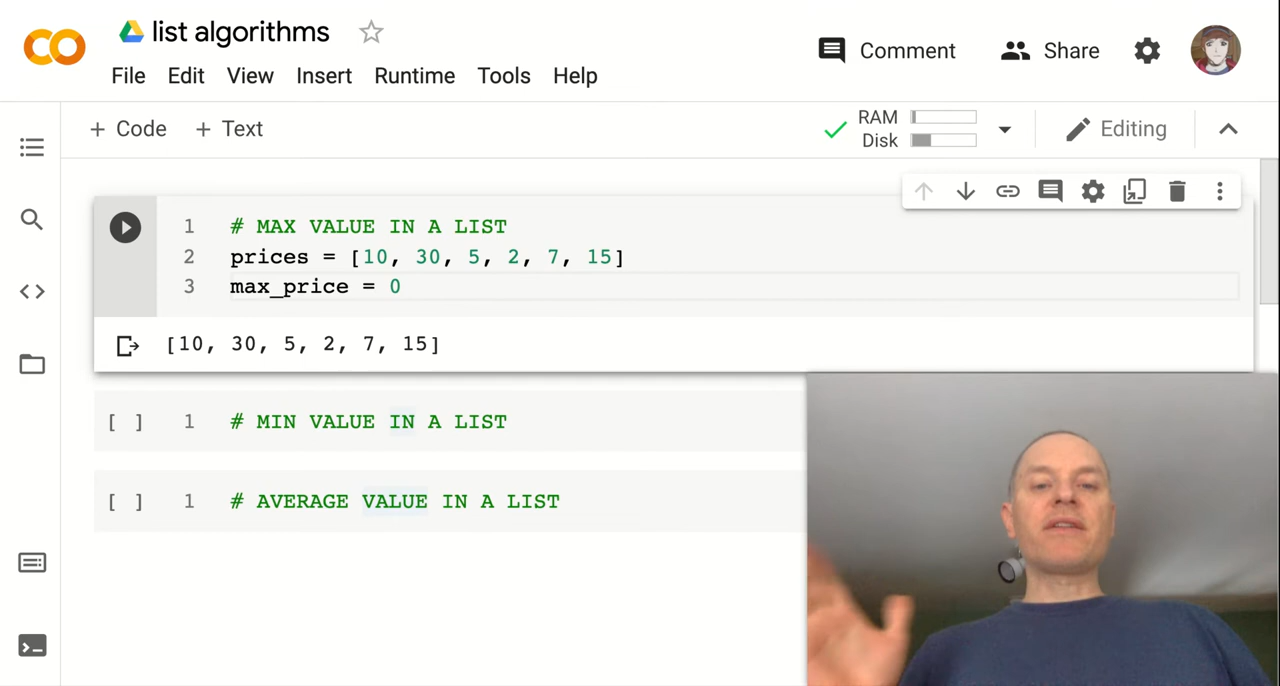 list algorithms
File Edit View Insert Runtime Tools Help
Comment Share
+ Code + Text
RAM
Disk
Editing
1 # MAX VALUE IN A LIST
2 prices = [10, 30, 5, 2, 7, 15]
3 max_price = 0
[10, 30, 5, 2, 7, 15]
[ ] 1 # MIN VALUE IN A LIST
[ ] 1 # AVERAGE VALUE IN A LIST